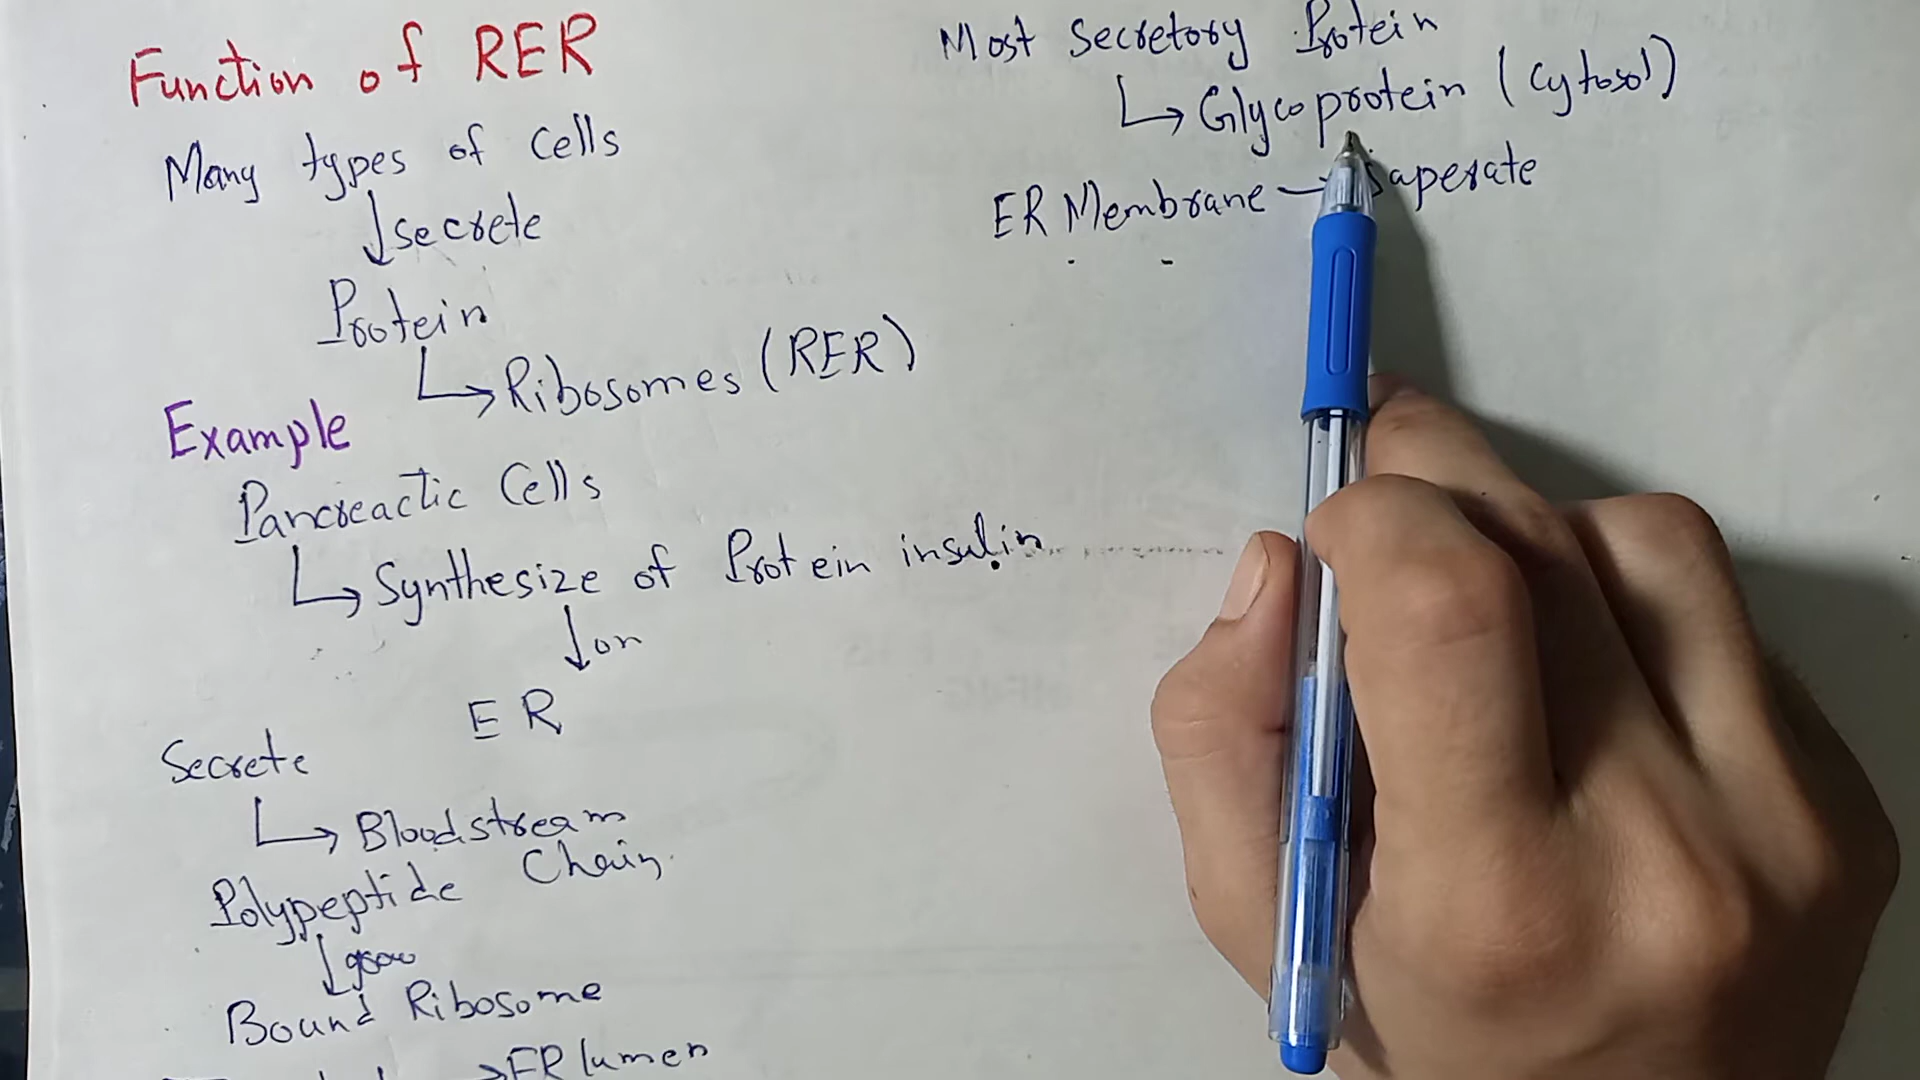 Function of RER
Many types of cells
secrete
Protein
Ribosomes (RER)
Example
Pancreactic Cells
Synthesize of Protein insulin
on
ER
Secrete
Bloodstream
Polypeptide Chain
grow
Bound Ribosome
ER lumen
Most Secretory Protein
Glycoprotein (Cytosol)
ER Membrane saperate